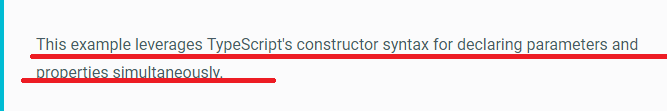 This example leverages TypeScript's constructor syntax for declaring parameters and
properties simultaneously.